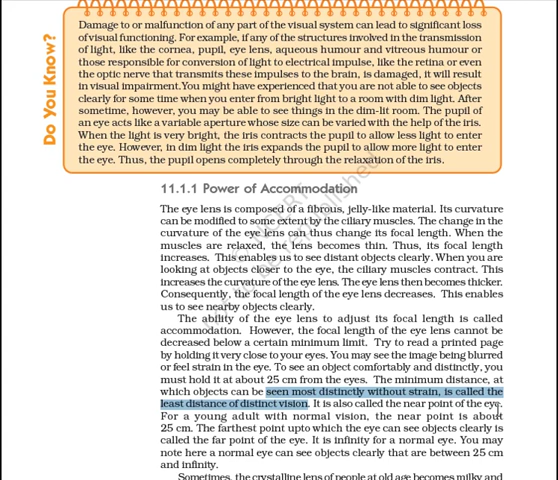 Do You Know?
Damage to or malfunction of any part of the visual system can lead to significant loss
of visual functioning. For example, if any of the structures involved in the transmission
of light, like the cornea, pupil, eye lens, aqueous humour and vitreous humour or
those responsible for conversion of light to electrical impulse, like the retina or even
the optic nerve that transmits these impulses to the brain, is damaged, it will result
in visual impairment.You might have experienced that you are not able to see objects
clearly for some time when you enter from bright light to a room with dim light. After
sometime, however, you may be able to see things in the dim-lit room. The pupil of
an eye acts like a variable aperture whose size can be varied with the help of the iris.
When the light is very bright, the iris contracts the pupil to allow less light to enter
the eye. However, in dim light the iris expands the pupil to allow more light to enter
the eye. Thus, the pupil opens completely through the relaxation of the iris.
11.1.1 Power of Accommodation
The eye lens is composed of a fibrous, jelly-like material. Its curvature
can be modified to some extent by the ciliary muscles. The change in the
curvature of the eye lens can thus change its focal length. When the
muscles are relaxed, the lens becomes thin. Thus, its focal length
increases. This enables us to see distant objects clearly. When you are
looking at objects closer to the eye, the ciliary muscles contract. This
increases the curvature of the eye lens. The eye lens then becomes thicker.
Consequently, the focal length of the eye lens decreases. This enables
us to see nearby objects clearly.
The ability of the eye lens to adjust its focal length is called
accommodation. However, the focal length of the eye lens cannot be
decreased below a certain minimum limit. Try to read a printed page
by holding it very close to your eyes. You may see the image being blurred
or feel strain in the eye. To see an object comfortably and distinctly, you
must hold it at about 25 cm from the eyes. The minimum distance, at
which objects can be seen most distinctly without strain, is called the
least distance of distinct vision. It is also called the near point of the eye.
For a young adult with normal vision, the near point is about
25 cm. The farthest point upto which the eye can see objects clearly is
called the far point of the eye. It is infinity for a normal eye. You may
note here a normal eye can see objects clearly that are between 25 cm
and infinity.
Sometimes, the crystalline lens of people at old age becomes milky and